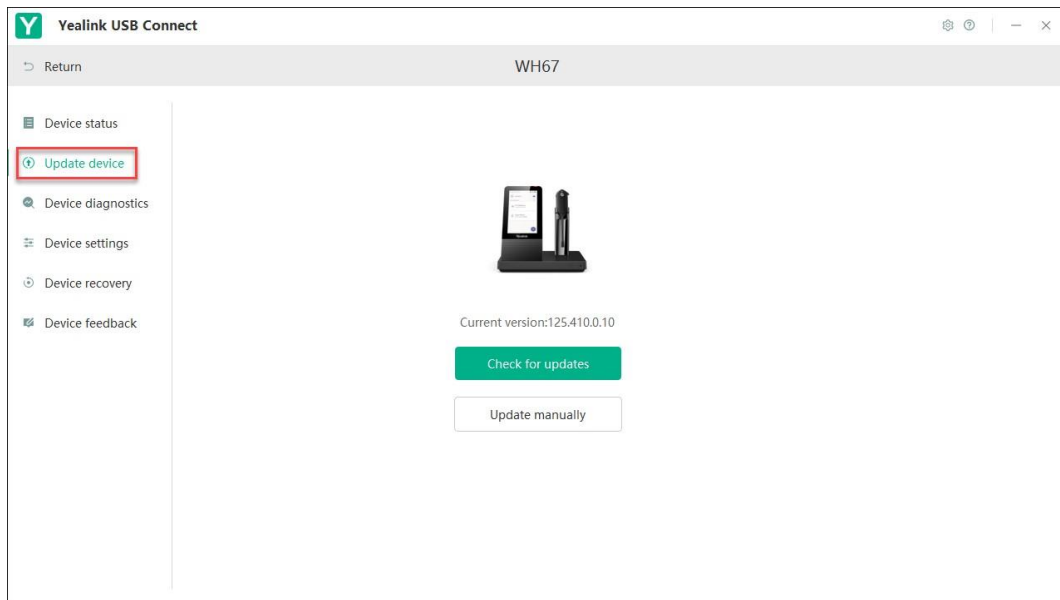 Yealink USB Connect
Return
WH67
Device status
Update device
Device diagnostics
Device settings
Device recovery
Device feedback
Current version:125.410.0.10
Check for updates
Update manually